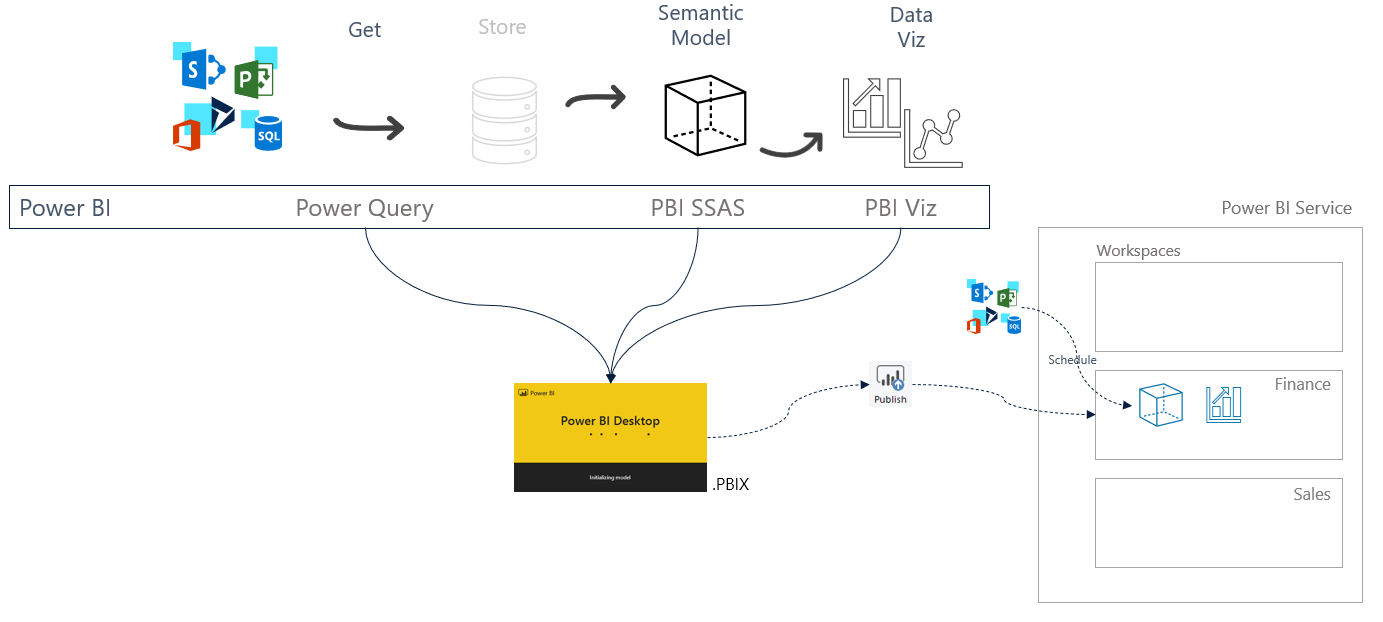 Get
Store
Semantic
Model
Data
Viz
S
P
SQL
Power BI
Power Query
PBI SSAS
PBI Viz
Power BI Service
Workspaces
S
P
SQL
Schedule
Finance
Publish
Power BI
Power BI Desktop
Initializing model
.PBIX
Sales